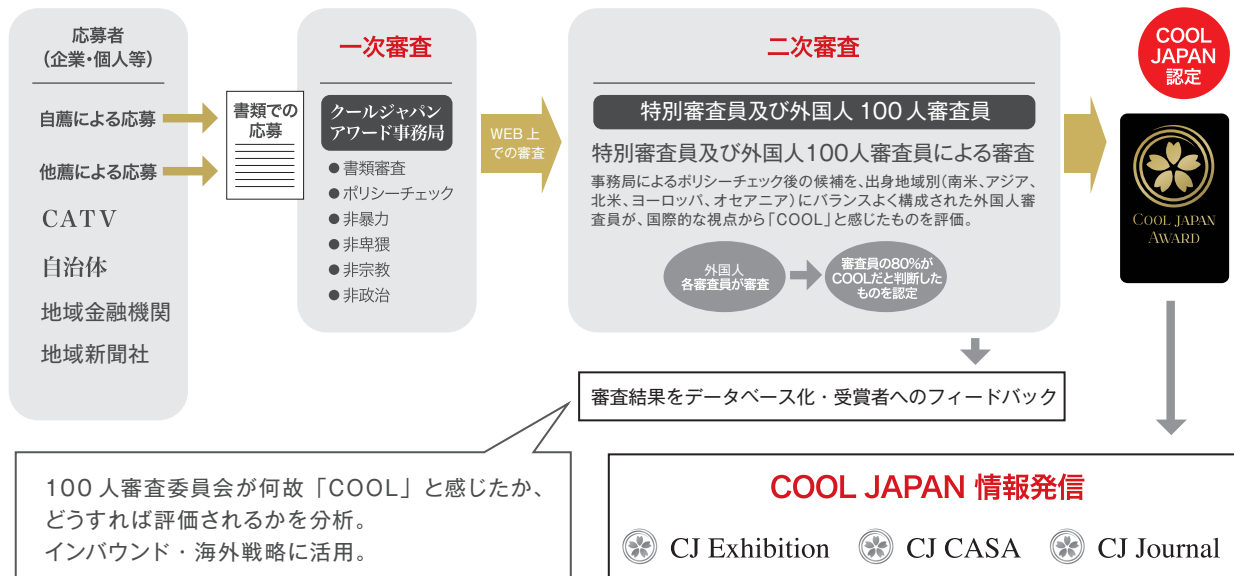 応募者
（企業・個人等）
自薦による応募
他薦による応募
CATV
自治体
地域金融機関
地域新聞社
書類での
応募
一次審査
クールジャパン
アワード事務局
● 書類審査
● ポリシーチェック
● 非暴力
● 非卑猥
● 非宗教
● 非政治
WEB上
での審査
二次審査
特別審査員及び外国人100人審査員
特別審査員及び外国人100人審査員による審査
事務局によるポリシーチェック後の候補を、出身地域別（南米、アジア、
北米、ヨーロッパ、オセアニア）にバランスよく構成された外国人審
査員が、国際的な視点から「COOL」と感じたものを評価。
外国人
各審査員が審査
審査員の80%が
COOLだと判断した
ものを認定
COOL
JAPAN
認定
COOL JAPAN
AWARD
審査結果をデータベース化・受賞者へのフィードバック
100人審査委員会が何故「COOL」と感じたか、
どうすれば評価されるかを分析。
インバウンド・海外戦略に活用。
COOL JAPAN 情報発信
CJ Exhibition
CJ CASA
CJ Journal